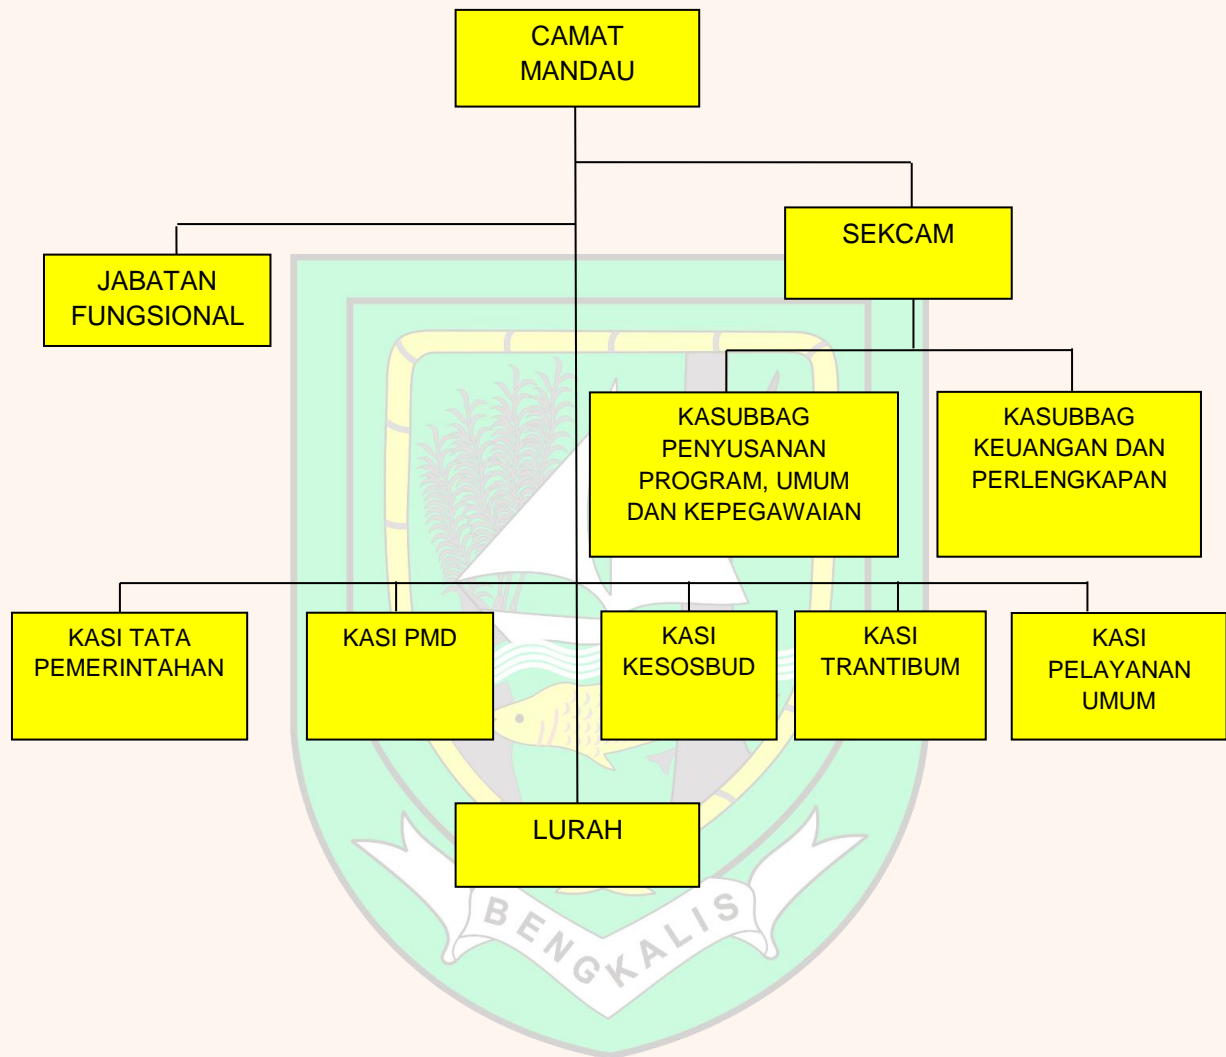 CAMAT
MANDAU
SEKCAM
JABATAN
FUNGSIONAL
KASUBBAG
PENYUSANAN
PROGRAM, UMUM
DAN KEPEGAWAIAN
KASUBBAG
KEUANGAN DAN
PERLENGKAPAN
KASI TATA
PEMERINTAHAN
KASI PMD
KASI
KESOSBUD
KASI
TRANTIBUM
KASI
PELAYANAN
UMUM
LURAH
BENGKALIS